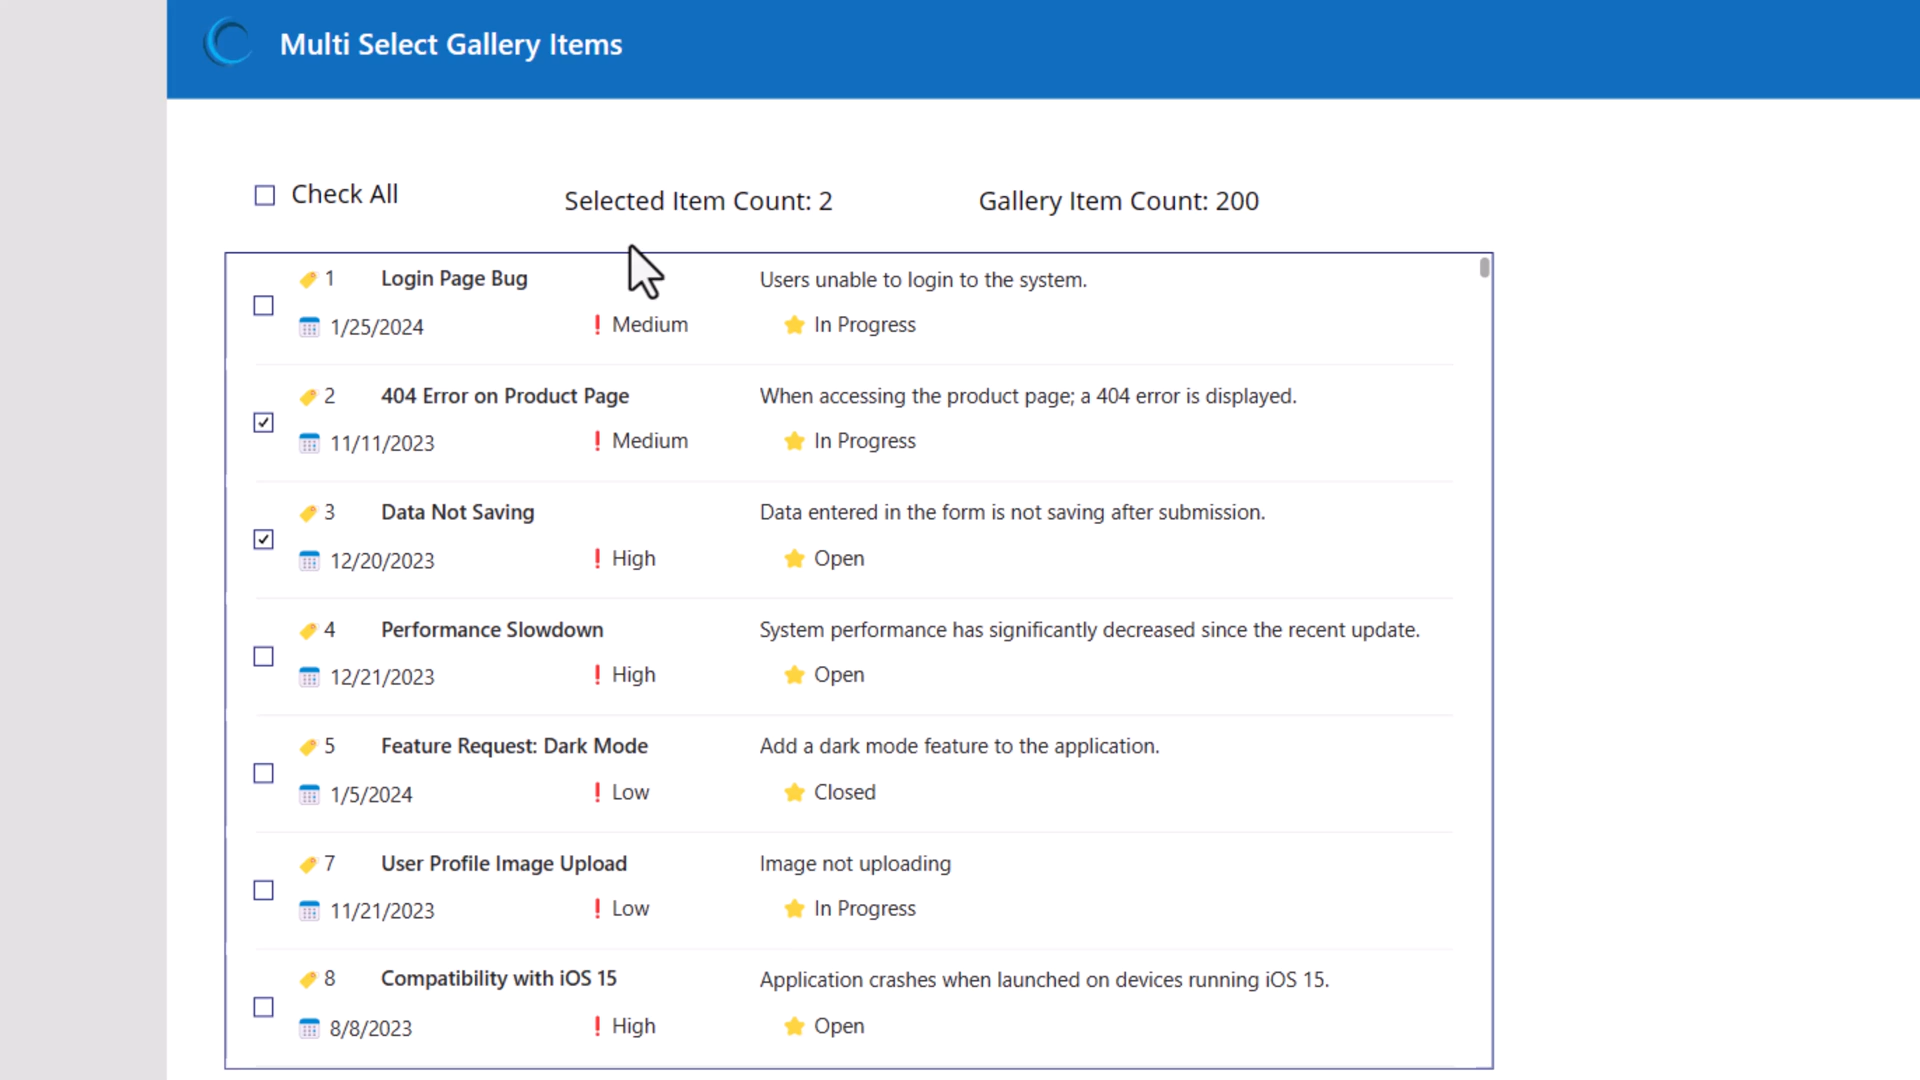 Multi Select Gallery Items
Check All
Selected Item Count: 2
Gallery Item Count: 200
1 Login Page Bug Users unable to login to the system.
1/25/2024 Medium In Progress
2 404 Error on Product Page When accessing the product page; a 404 error is displayed.
11/11/2023 Medium In Progress
3 Data Not Saving Data entered in the form is not saving after submission.
12/20/2023 High Open
4 Performance Slowdown System performance has significantly decreased since the recent update.
12/21/2023 High Open
5 Feature Request: Dark Mode Add a dark mode feature to the application.
1/5/2024 Low Closed
7 User Profile Image Upload Image not uploading
11/21/2023 Low In Progress
8 Compatibility with iOS 15 Application crashes when launched on devices running iOS 15.
8/8/2023 High Open